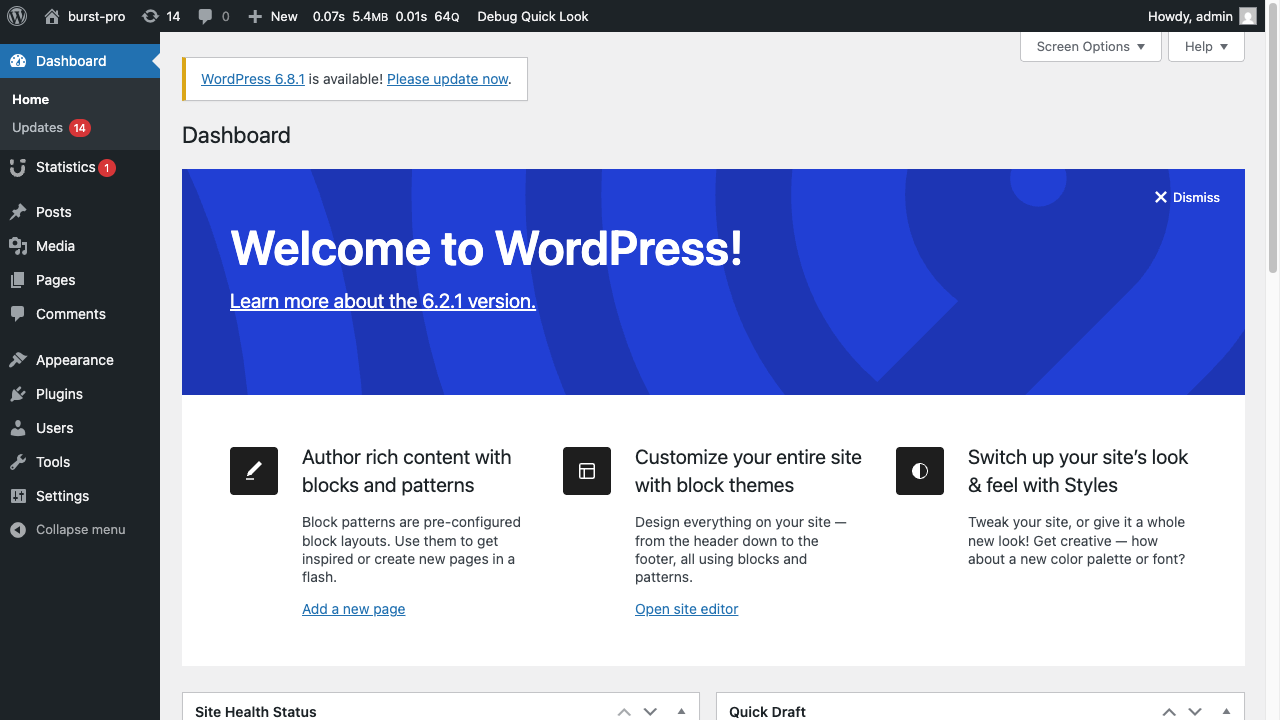 burst-pro 14 0 New 0.07s 5.4MB 0.01s 64Q Debug Quick Look Howdy, admin
Dashboard
Home
Updates 14
Statistics 1
Posts
Media
Pages
Comments
Appearance
Plugins
Users
Tools
Settings
Collapse menu
Screen Options Help
WordPress 6.8.1 is available! Please update now.
Dashboard
Dismiss
Welcome to WordPress!
Learn more about the 6.2.1 version.
Author rich content with
blocks and patterns
Block patterns are pre-configured
block layouts. Use them to get
inspired or create new pages in a
flash.
Add a new page
Customize your entire site
with block themes
Design everything on your site —
from the header down to the
footer, all using blocks and
patterns.
Open site editor
Switch up your site’s look
& feel with Styles
Tweak your site, or give it a whole
new look! Get creative — how
about a new color palette or font?
Site Health Status
Quick Draft